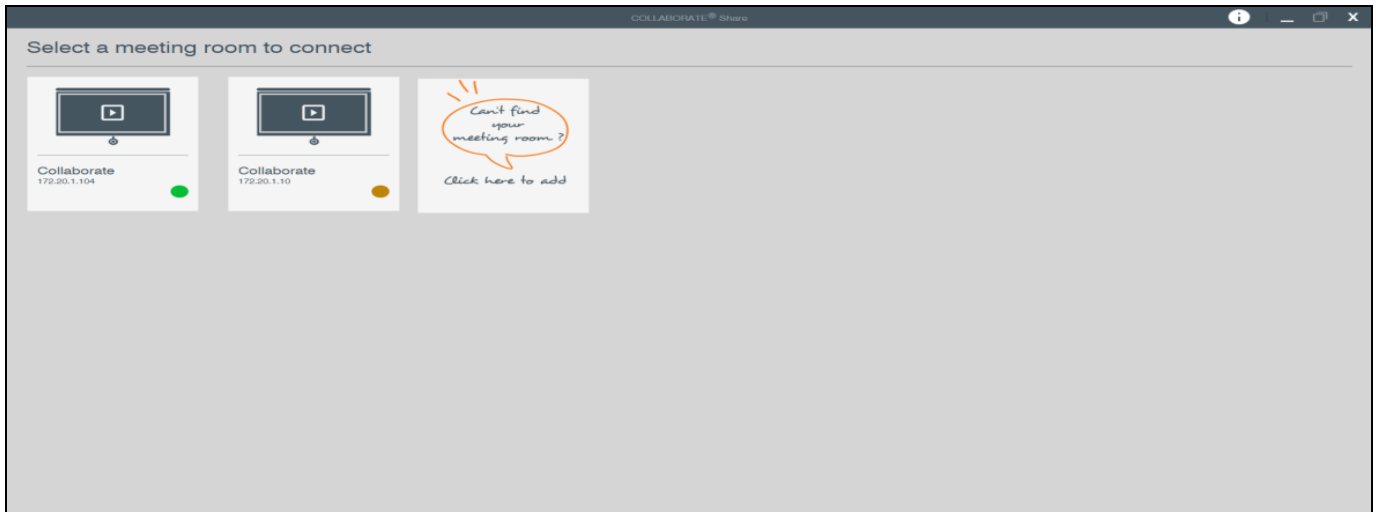 COLLABORATE® Share
Select a meeting room to connect
Collaborate
172.20.1.104
Collaborate
172.20.1.10
Can't find
your
meeting room ?
Click here to add